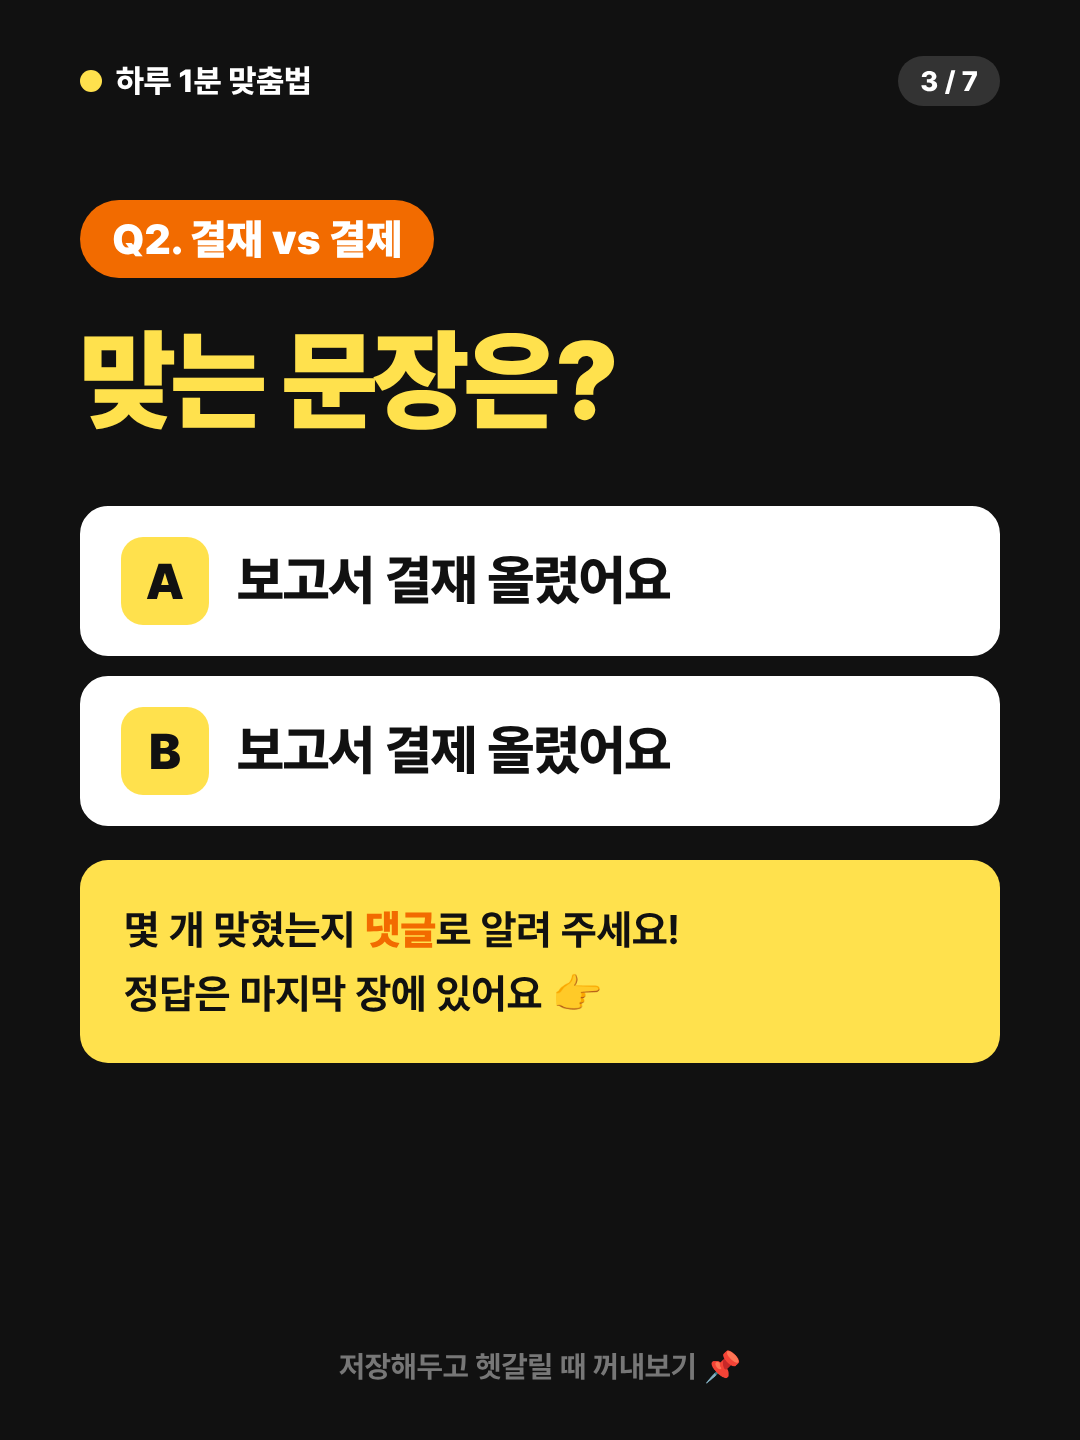 하루 1분 맞춤법
3 / 7
Q2. 결재 vs 결제
맞는 문장은?
A 보고서 결재 올렸어요
B 보고서 결제 올렸어요
몇 개 맞혔는지 댓글로 알려 주세요!
정답은 마지막 장에 있어요 👉
저장해두고 헷갈릴 때 꺼내보기 📌